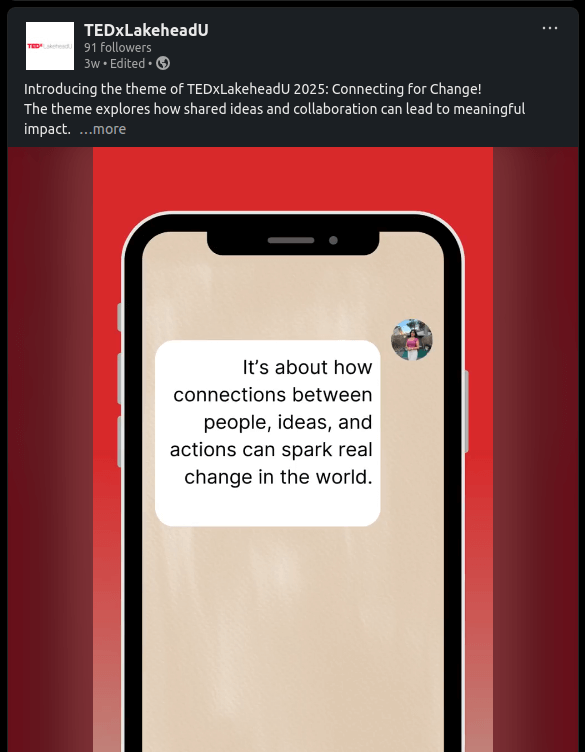 TEDxLakeheadU
TEDxLakeheadU
91 followers
3w • Edited •
Introducing the theme of TEDxLakeheadU 2025: Connecting for Change!
The theme explores how shared ideas and collaboration can lead to meaningful
impact. ...more
It's about how
connections between
people, ideas, and
actions can spark real
change in the world.